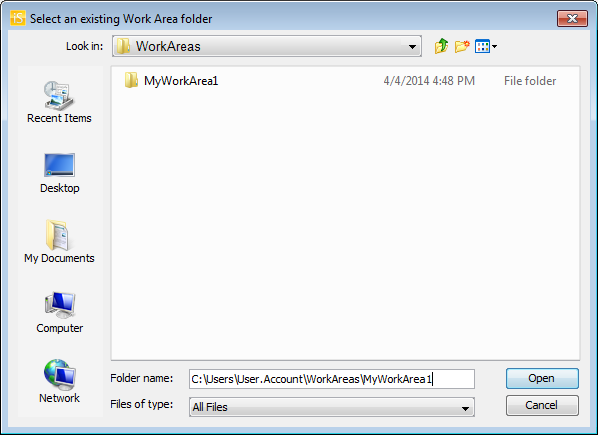 Select an existing Work Area folder
Look in: WorkAreas
MyWorkArea1 4/4/2014 4:48 PM File folder
Recent Items
Desktop
My Documents
Computer
Network
Folder name: C:\Users\User.Account\WorkAreas\MyWorkArea1 Open
Files of type: All Files Cancel